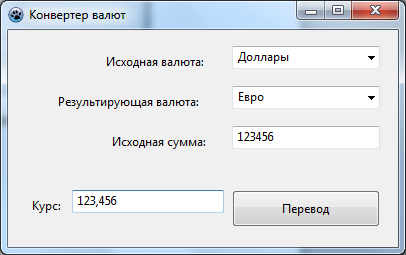 Конвертер валют
Исходная валюта: Доллары
Результирующая валюта: Евро
Исходная сумма: 123456
Курс: 123,456 Перевод